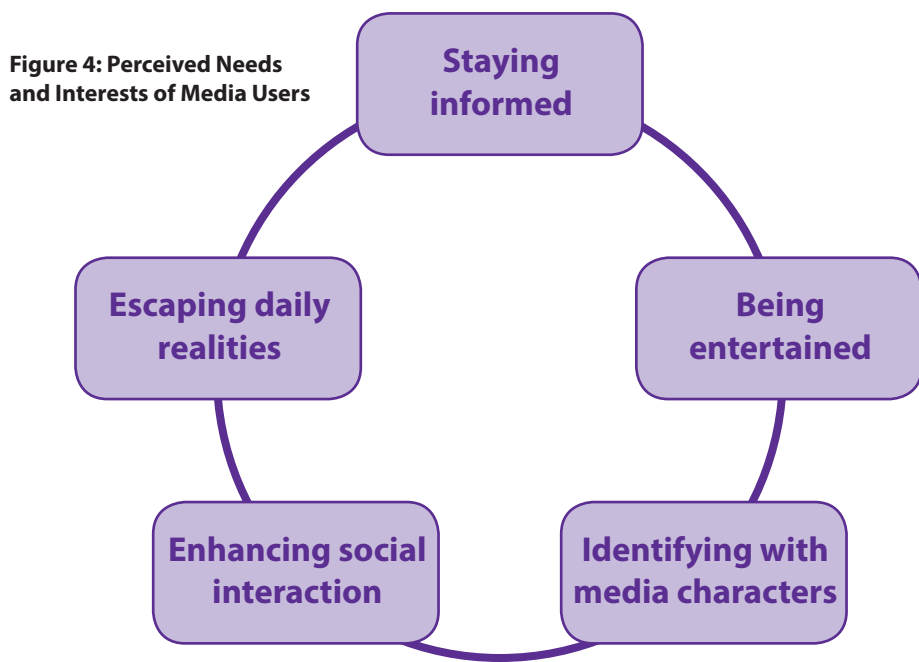 Figure 4: Perceived Needs
and Interests of Media Users
Staying
informed
Being
entertained
Identifying with
media characters
Enhancing social
interaction
Escaping daily
realities